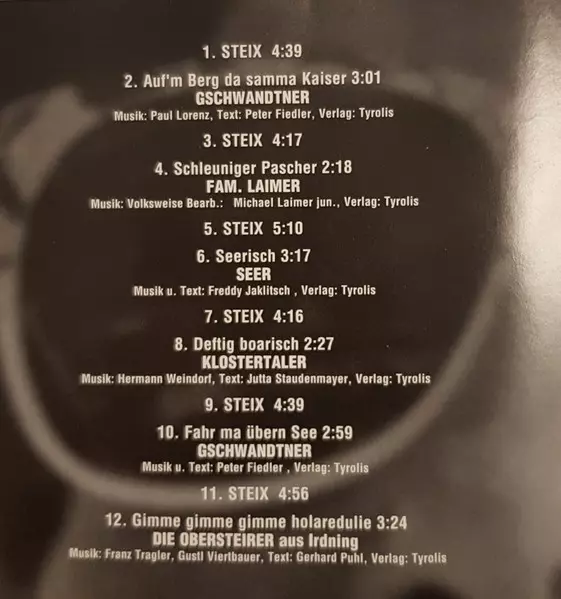 1. STEIX 4:39
2. Auf'm Berg da samma Kaiser 3:01
GSCHWANDTNER
Musik: Paul Lorenz, Text: Peter Fiedler, Verlag: Tyrolis
3. STEIX 4:17
4. Schleuniger Pascher 2:18
FAM. LAIMER
Musik: Volksweise Bearb.: Michael Laimer jun., Verlag: Tyrolis
5. STEIX 5:10
6. Seerisch 3:17
SEER
Musik u. Text: Freddy Jaklitsch , Verlag: Tyrolis
7. STEIX 4:16
8. Deftig boarisch 2:27
KLOSTERTALER
Musik: Hermann Weindorf, Text: Jutta Staudenmayer, Verlag: Tyrolis
9. STEIX 4:39
10. Fahr ma übern See 2:59
GSCHWANDTNER
Musik u. Text: Peter Fiedler , Verlag: Tyrolis
11. STEIX 4:56
12. Gimme gimme gimme holaredulie 3:24
DIE OBERSTEIRER aus Irdning
Musik: Franz Tragler, Gustl Viertbauer, Text: Gerhard Puhl, Verlag: Tyrolis